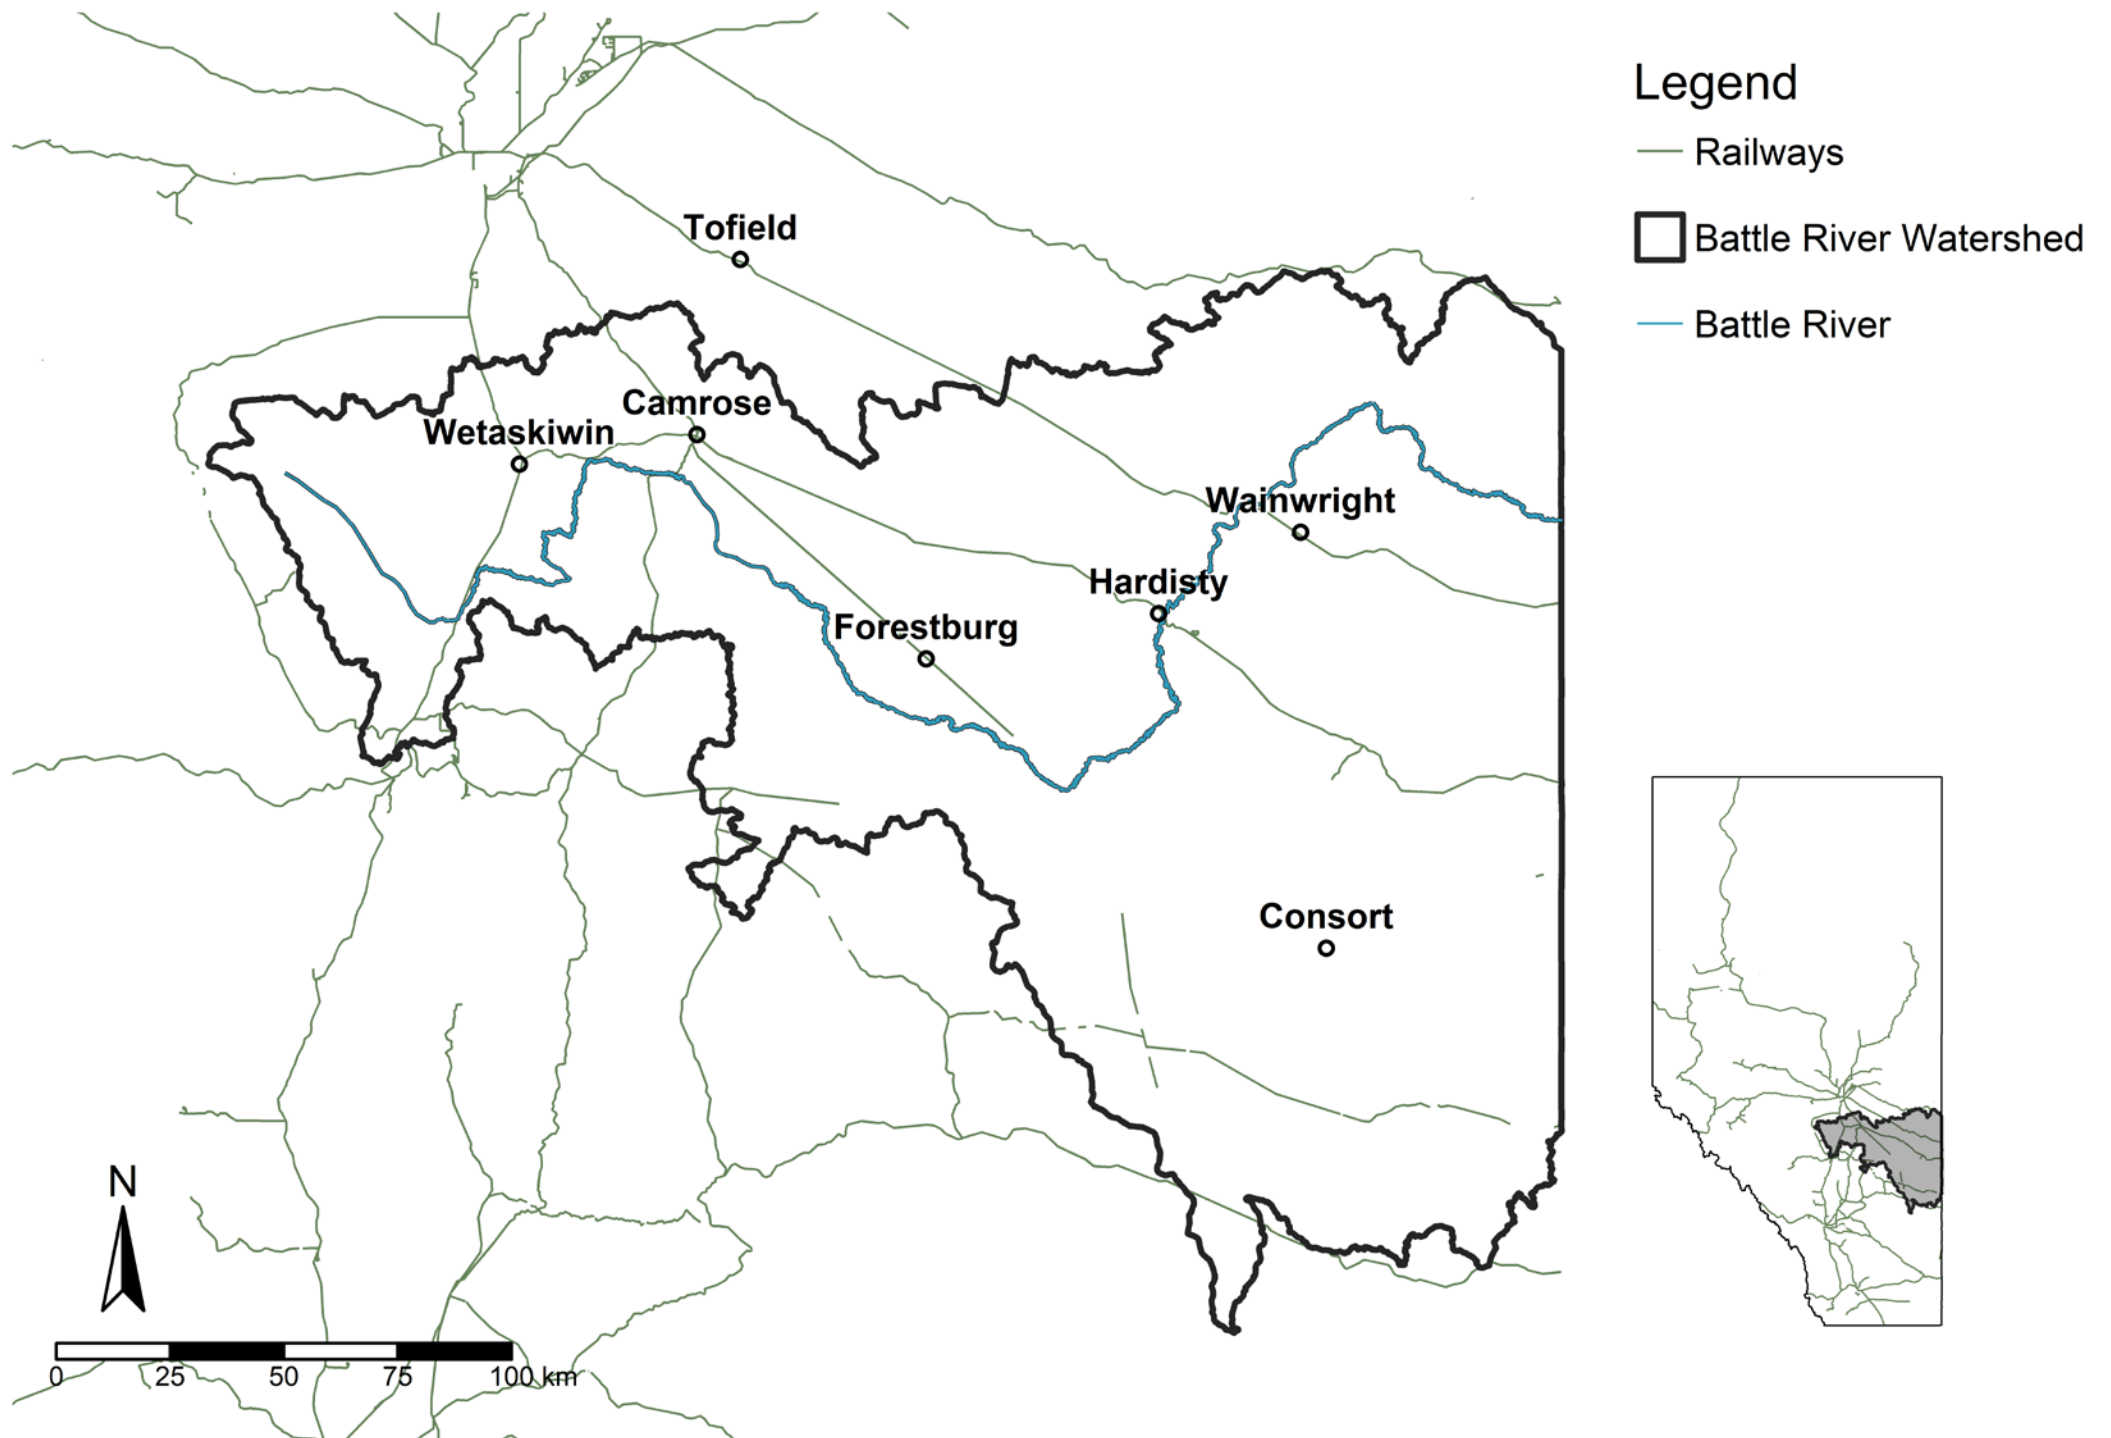 Legend
Railways
Battle River Watershed
Battle River
Tofield
Camrose
Wetaskiwin
Wainwright
Hardisty
Forestburg
Consort
N
0 25 50 75 100 km